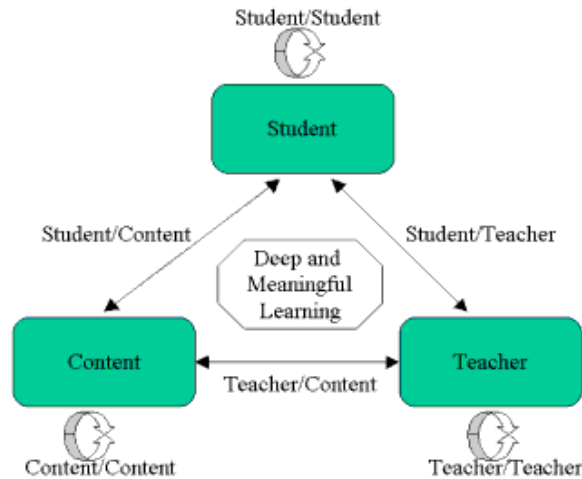 Student/Student
Student
Student/Content
Student/Teacher
Deep and
Meaningful
Learning
Content
Teacher
Teacher/Content
Content/Content
Teacher/Teacher